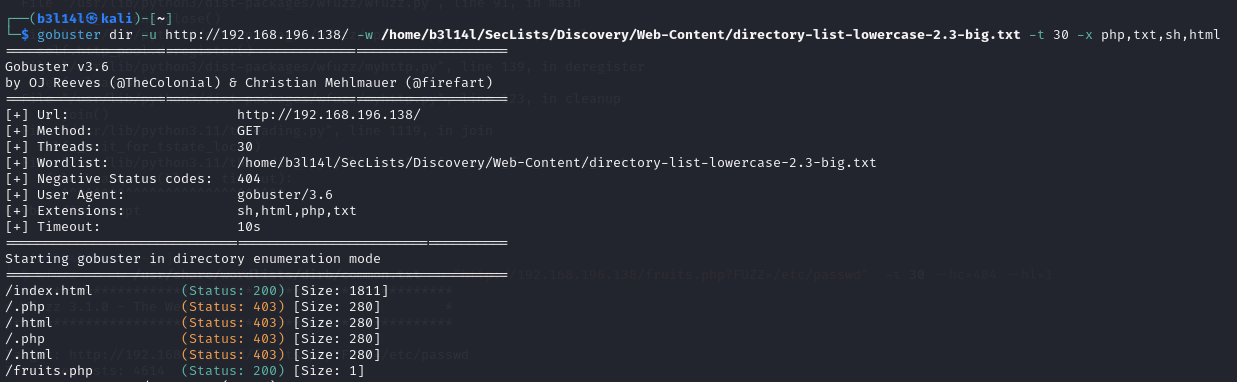 ┌──(b3l14l㉿kali)-[~]
└─$ gobuster dir -u http://192.168.196.138/ -w /home/b3l14l/SecLists/Discovery/Web-Content/directory-list-lowercase-2.3-big.txt -t 30 -x php,txt,sh,html
===============================================================
Gobuster v3.6
by OJ Reeves (@TheColonial) & Christian Mehlmauer (@firefart)
===============================================================
[+] Url:                     http://192.168.196.138/
[+] Method:                  GET
[+] Threads:                 30
[+] Wordlist:                /home/b3l14l/SecLists/Discovery/Web-Content/directory-list-lowercase-2.3-big.txt
[+] Negative Status codes:   404
[+] User Agent:              gobuster/3.6
[+] Extensions:              sh,html,php,txt
[+] Timeout:                 10s
===============================================================
Starting gobuster in directory enumeration mode
===============================================================
/index.html           (Status: 200) [Size: 1811]
/.php                 (Status: 403) [Size: 280]
/.html                (Status: 403) [Size: 280]
/.php                 (Status: 403) [Size: 280]
/.html                (Status: 403) [Size: 280]
/fruits.php           (Status: 200) [Size: 1]